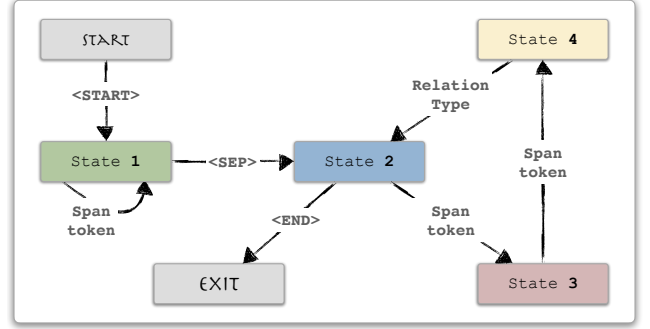 START
State 4
<START>
Relation
Type
State 1
<SEP>
State 2
Span
token
Span
token
<END>
Span
token
EXIT
State 3